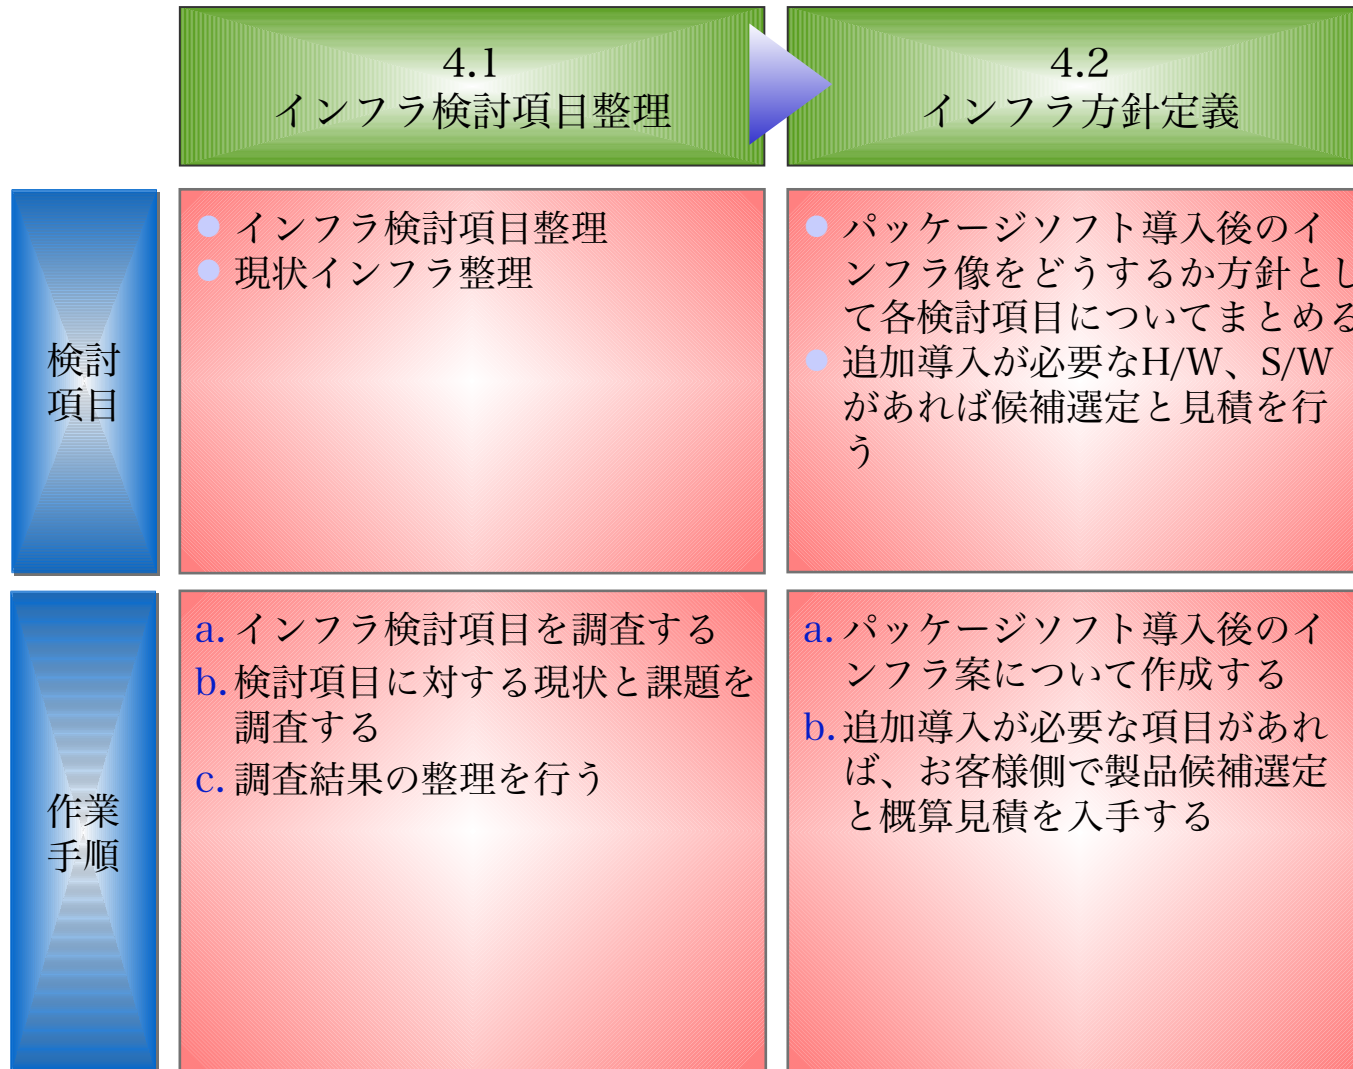 4.1
インフラ検討項目整理
4.2
インフラ方針定義
検討
項目
インフラ検討項目整理
現状インフラ整理
パッケージソフト導入後のイ
ンフラ像をどうするか方針とし
て各検討項目についてまとめる
追加導入が必要なH/W、S/W
があれば候補選定と見積を行
う
作業
手順
a. インフラ検討項目を調査する
b. 検討項目に対する現状と課題を
調査する
c. 調査結果の整理を行う
a. パッケージソフト導入後のイ
ンフラ案について作成する
b. 追加導入が必要な項目があれ
ば、お客様側で製品候補選定
と概算見積を入手する